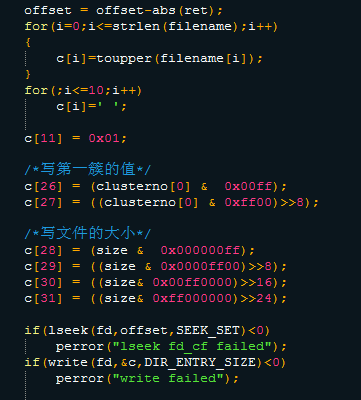 offset = offset-abs(ret);
for(i=0;i<=strlen(filename);i++)
{
c[i]=toupper(filename[i]);
}
for(;i<=10;i++)
c[i]=' ';
c[11] = 0x01;
/*写第一簇的值*/
c[26] = (clusterno[0] &  0x00ff);
c[27] = ((clusterno[0] & 0xff00)>>8);
/*写文件的大小*/
c[28] = (size &  0x000000ff);
c[29] = ((size & 0x0000ff00)>>8);
c[30] = ((size& 0x00ff0000)>>16);
c[31] = ((size& 0xff000000)>>24);
if(lseek(fd,offset,SEEK_SET)<0)
perror("lseek fd_cf failed");
if(write(fd,&c,DIR_ENTRY_SIZE)<0)
perror("write failed");